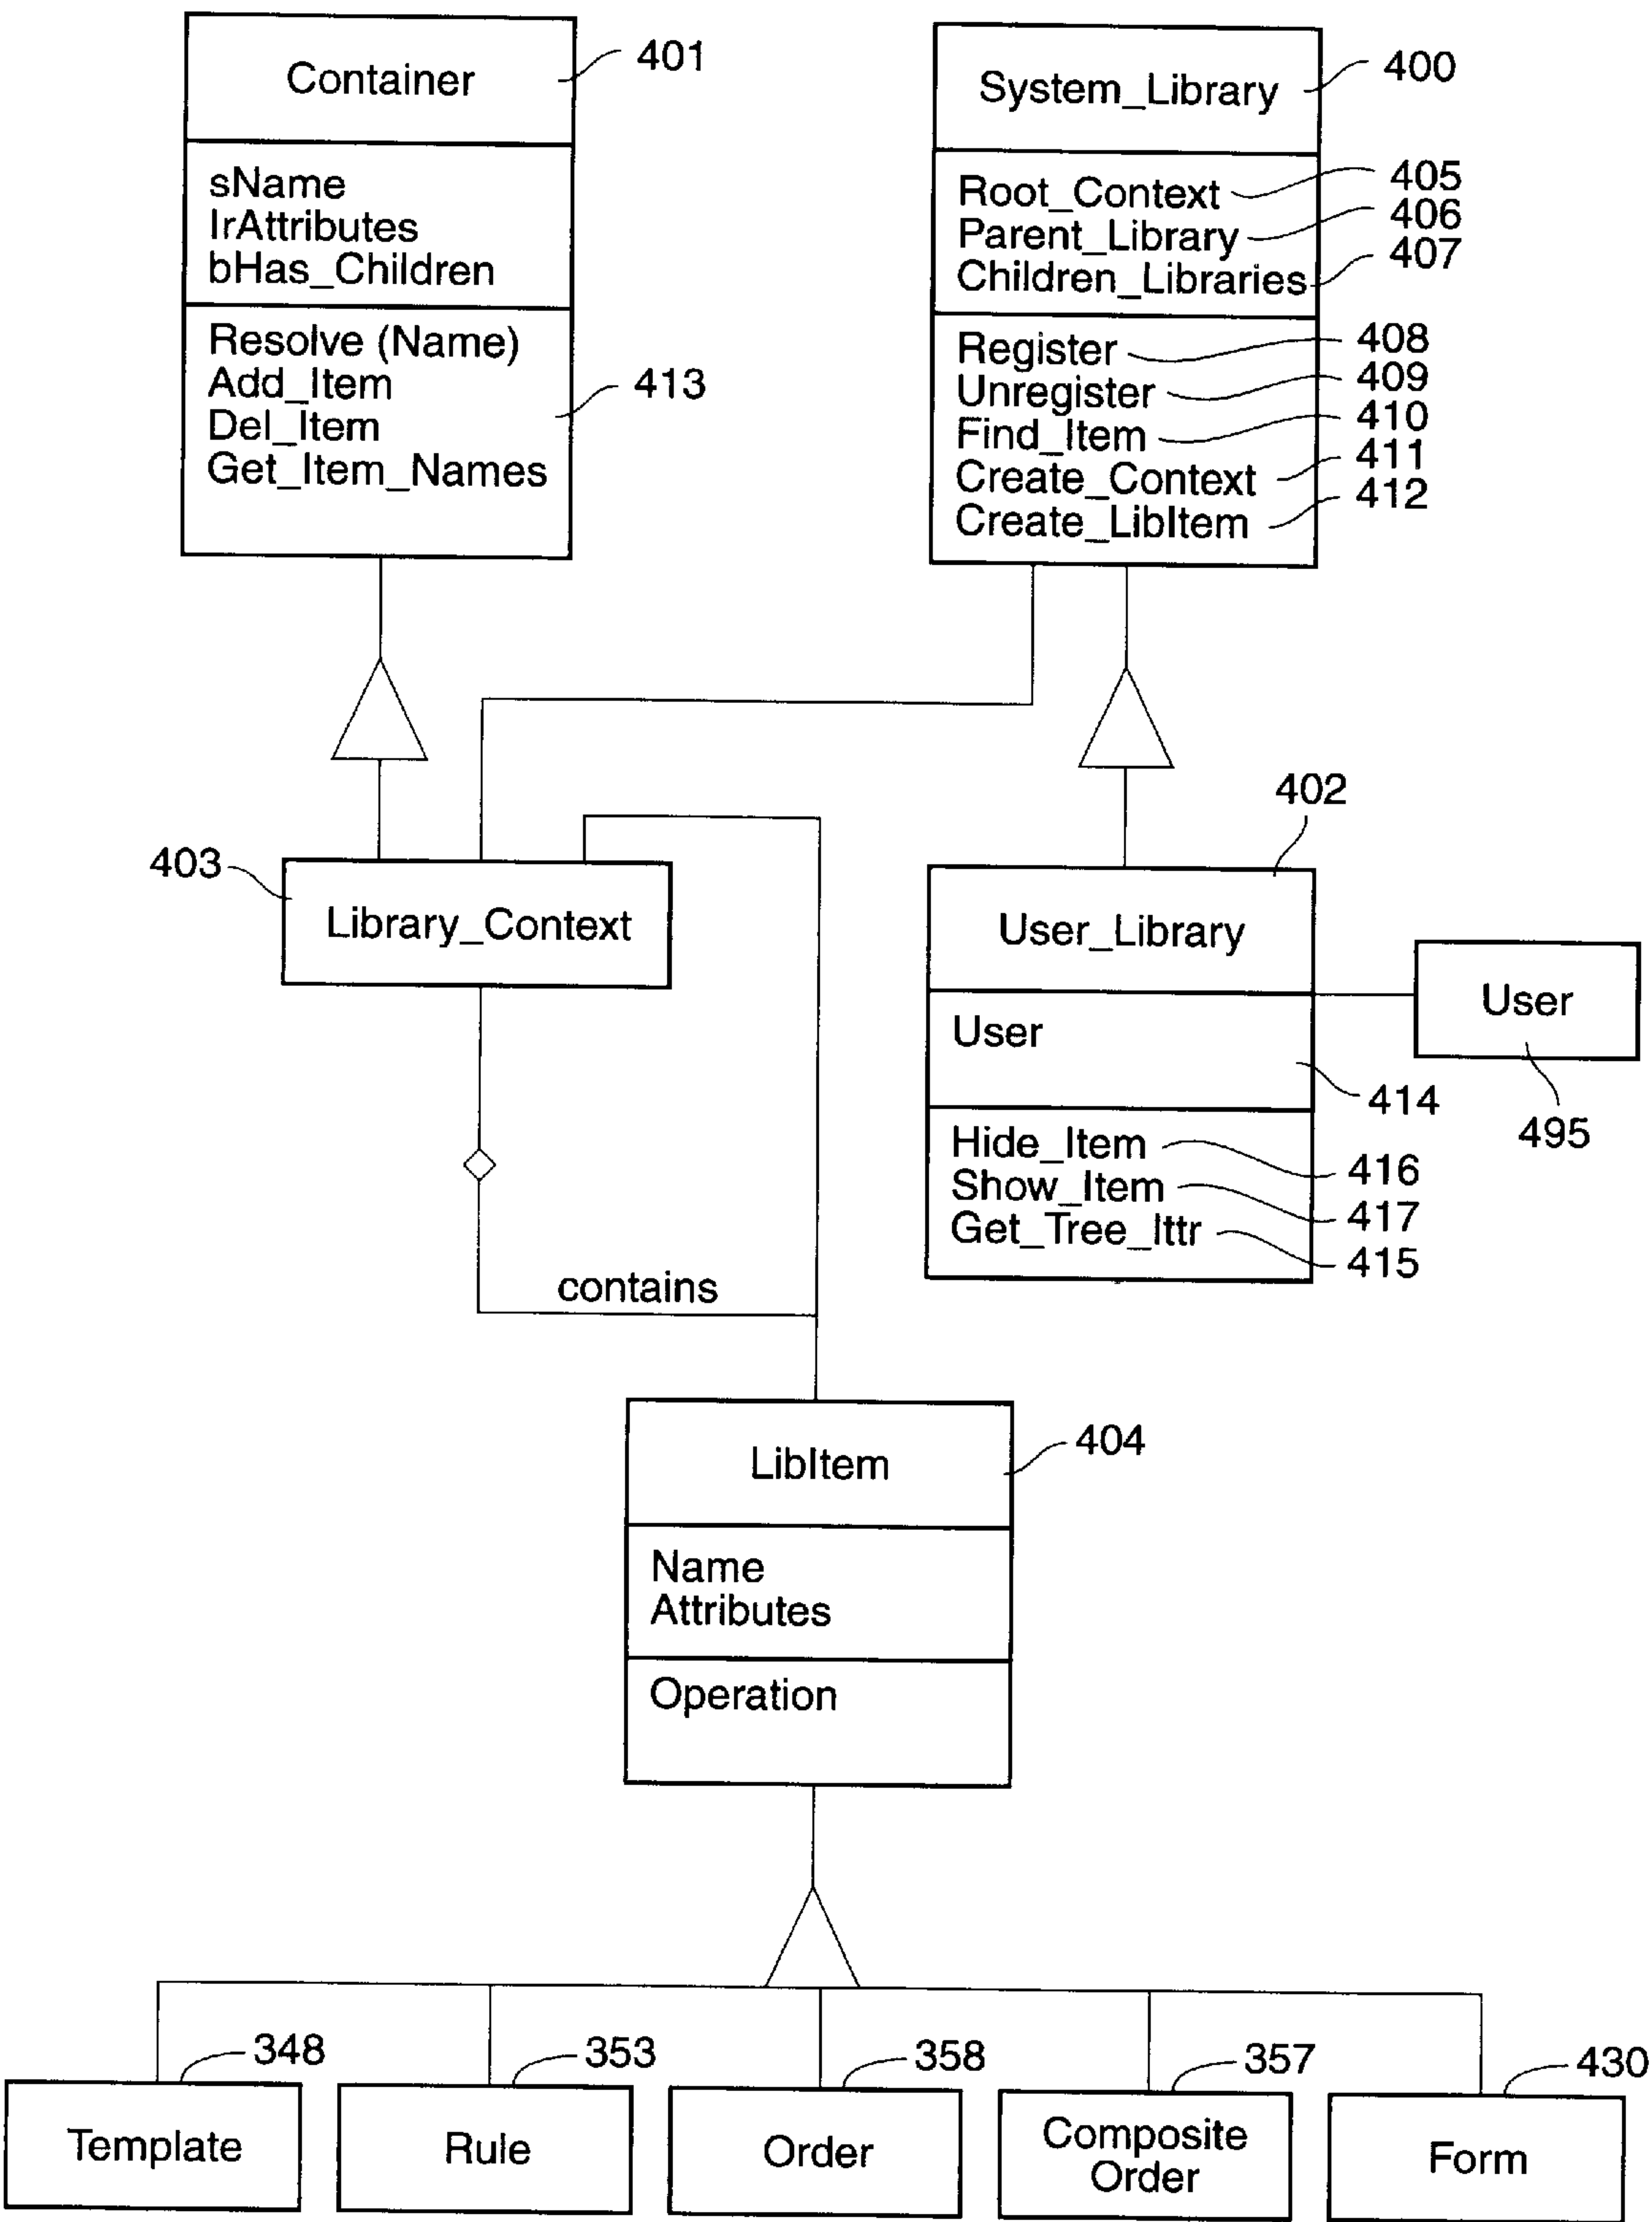 Container
401
sName
IrAttributes
bHas_Children
Resolve (Name)
Add_Item
Del_Item
Get_Item_Names
413
System_Library
400
Root_Context
405
Parent_Library
406
Children_Libraries
407
Register
408
Unregister
409
Find_Item
410
Create_Context
411
Create_LibItem
412
403
Library_Context
402
User_Library
User
414
Hide_Item
416
Show_Item
417
Get_Tree_Ittr
415
User
495
contains
LibItem
404
Name
Attributes
Operation
348
Template
353
Rule
358
Order
357
Composite
Order
430
Form